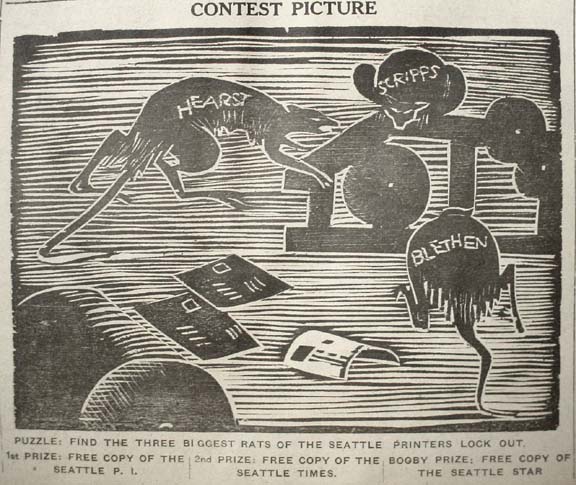 CONTEST PICTURE
HEARST
SCRIPPS
BLETHEN
PUZZLE: FIND THE THREE BIGGEST RATS OF THE SEATTLE PRINTERS LOCK OUT.
1st PRIZE: FREE COPY OF THE
SEATTLE P. I.
2nd PRIZE: FREE COPY OF THE
SEATTLE TIMES.
BOGBY PRIZE: FREE COPY OF
THE SEATTLE STAR